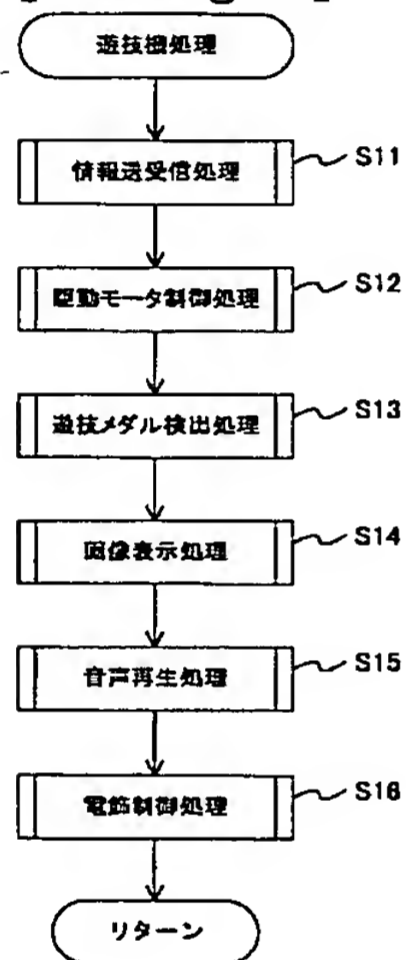 遊技機処理
情報送受信処理 S11
駆動モータ制御処理 S12
遊技メダル検出処理 S13
画像表示処理 S14
音声再生処理 S15
電飾制御処理 S16
リターン